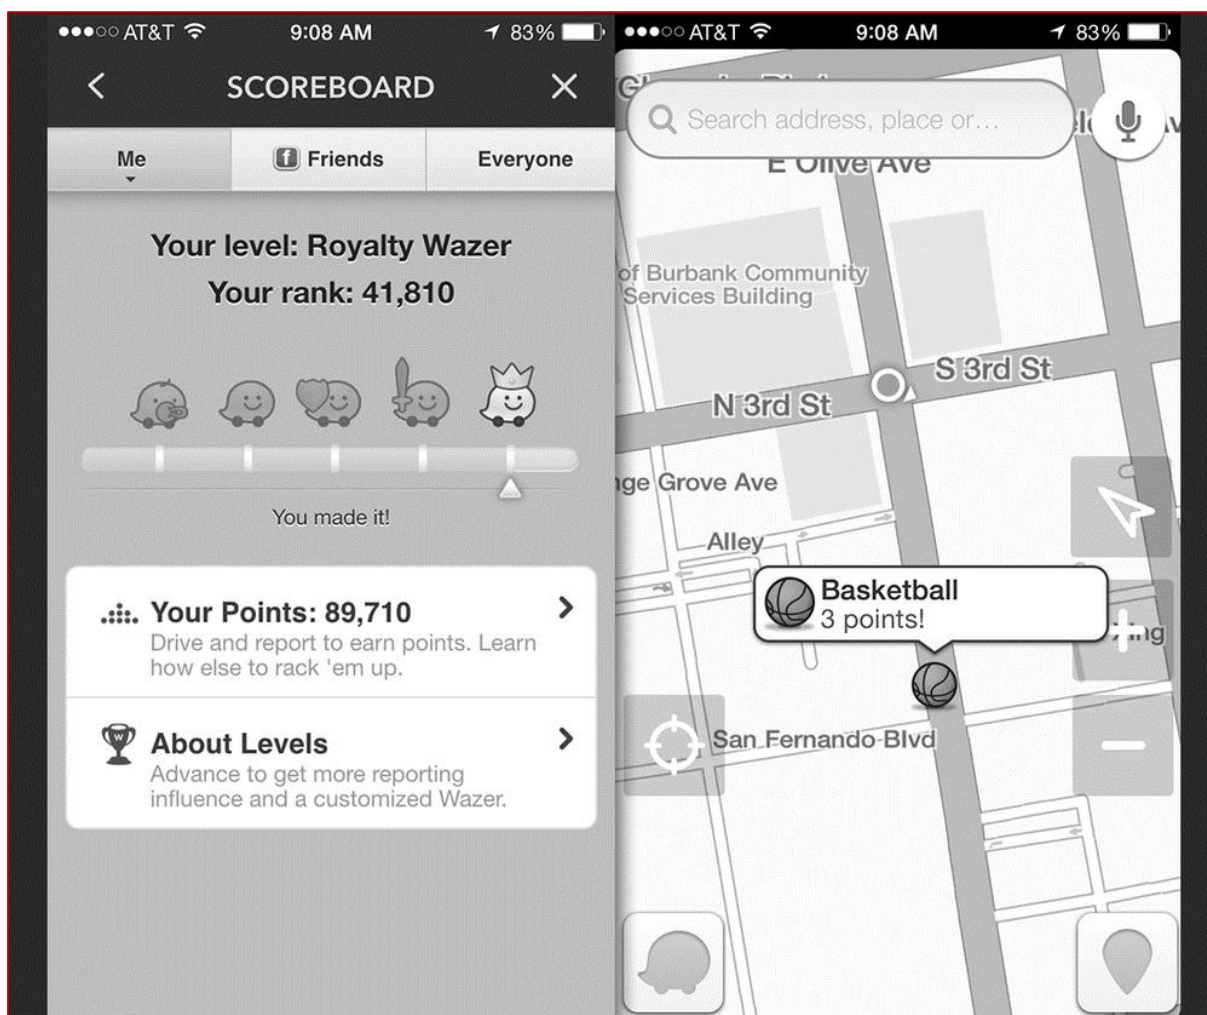 AT&T 9:08 AM 83%
SCOREBOARD
Me Friends Everyone
Your level: Royalty Wazer
Your rank: 41,810
You made it!
Your Points: 89,710
Drive and report to earn points. Learn
how else to rack 'em up.
About Levels
Advance to get more reporting
influence and a customized Wazer.
AT&T 9:08 AM 83%
Search address, place or...
E Olive Ave
of Burbank Community
Services Building
S 3rd St
N 3rd St
nge Grove Ave
Alley
Basketball
3 points!
San Fernando Blvd